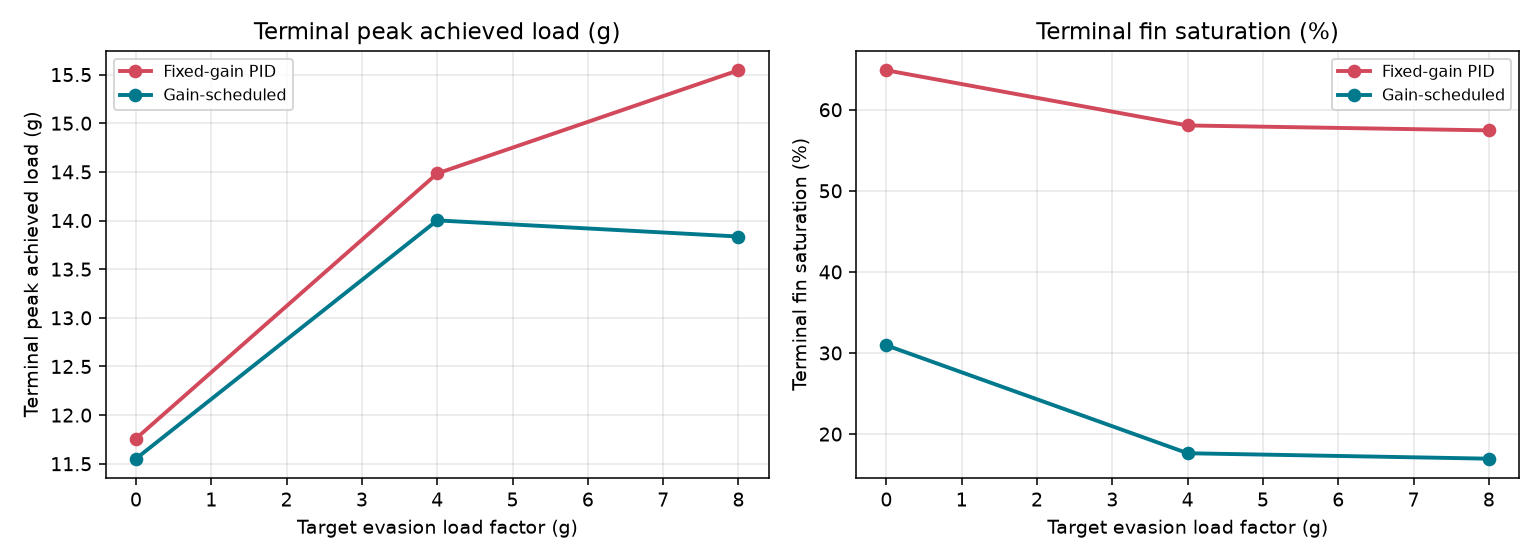 Terminal peak achieved load (g)
Terminal peak achieved load (g)
15.5
15.0
14.5
14.0
13.5
13.0
12.5
12.0
11.5
Fixed-gain PID
Gain-scheduled
0 1 2 3 4 5 6 7 8
Target evasion load factor (g)
Terminal fin saturation (%)
Terminal fin saturation (%)
60
50
40
30
20
Fixed-gain PID
Gain-scheduled
0 1 2 3 4 5 6 7 8
Target evasion load factor (g)